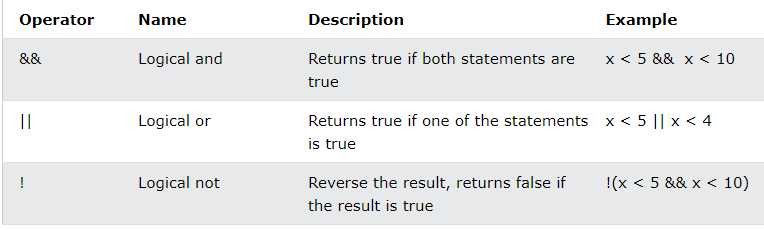 Operator Name Description Example
&& Logical and Returns true if both statements are x < 5 &&  x < 10
true
|| Logical or Returns true if one of the statements x < 5 || x < 4
is true
! Logical not Reverse the result, returns false if !(x < 5 && x < 10)
the result is true